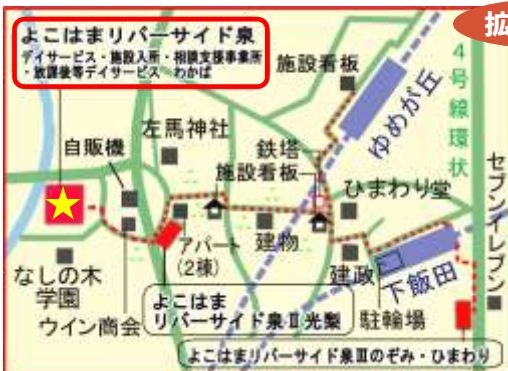 よこはまリバーサイド泉
デイサービス・施設入所・相談支援事業所
・放課後等デイサービス わかば
拡
施設看板
4号線環状
ゆめが丘
左馬神社
自販機
鉄塔
施設看板
ひまわり堂
セブンイレブン
アパート
(2棟)
建物
建政
下飯田
なしの木
学園
ウイン商会
よこはま
リバーサイド泉Ⅱ光梨
駐輪場
よこはまリバーサイド泉Ⅲのぞみ・ひまわり